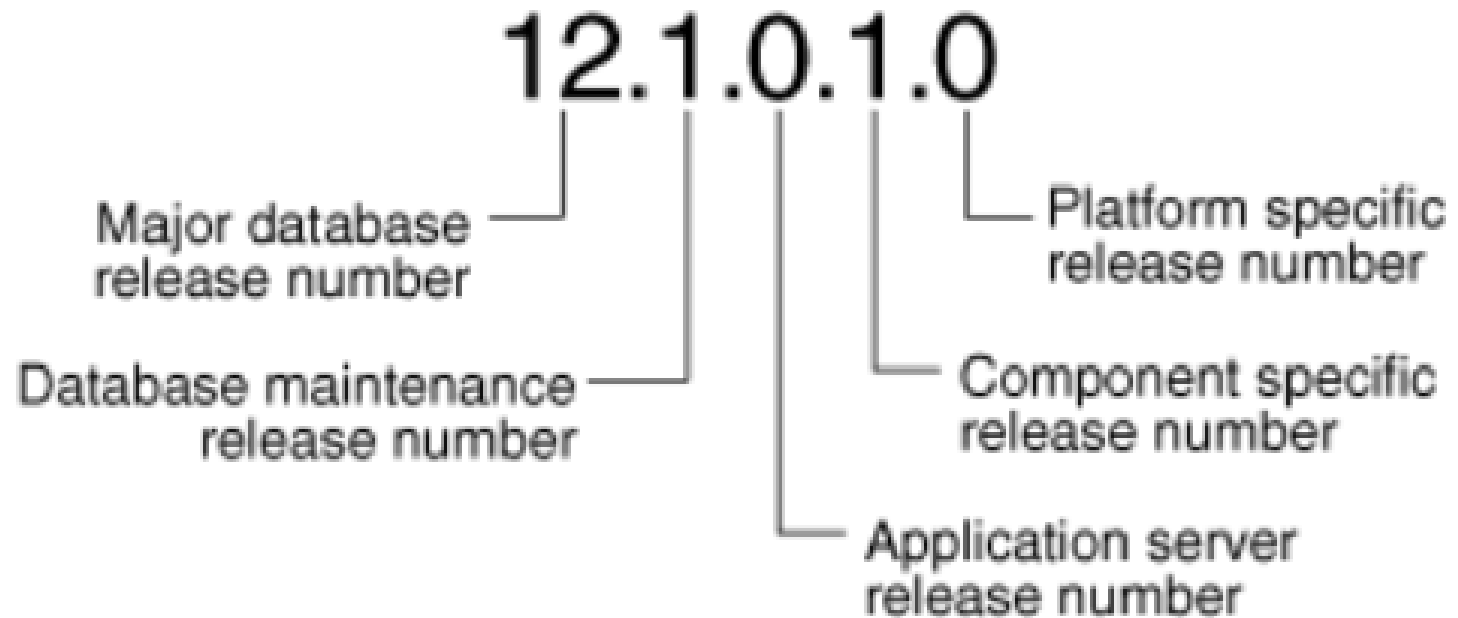 12.1.0.1.0
Major database
release number
Platform specific
release number
Database maintenance
release number
Component specific
release number
Application server
release number